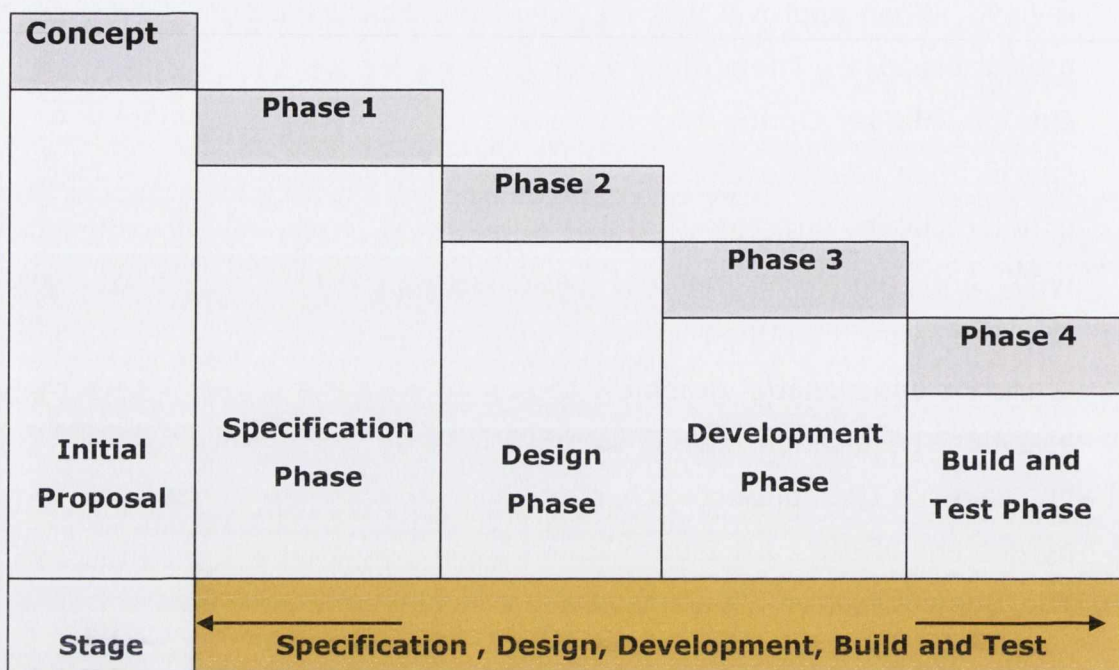 Concept
Phase 1
Phase 2
Phase 3
Phase 4
Initial
Proposal
Specification
Phase
Design
Phase
Development
Phase
Build and
Test Phase
Stage
Specification , Design, Development, Build and Test